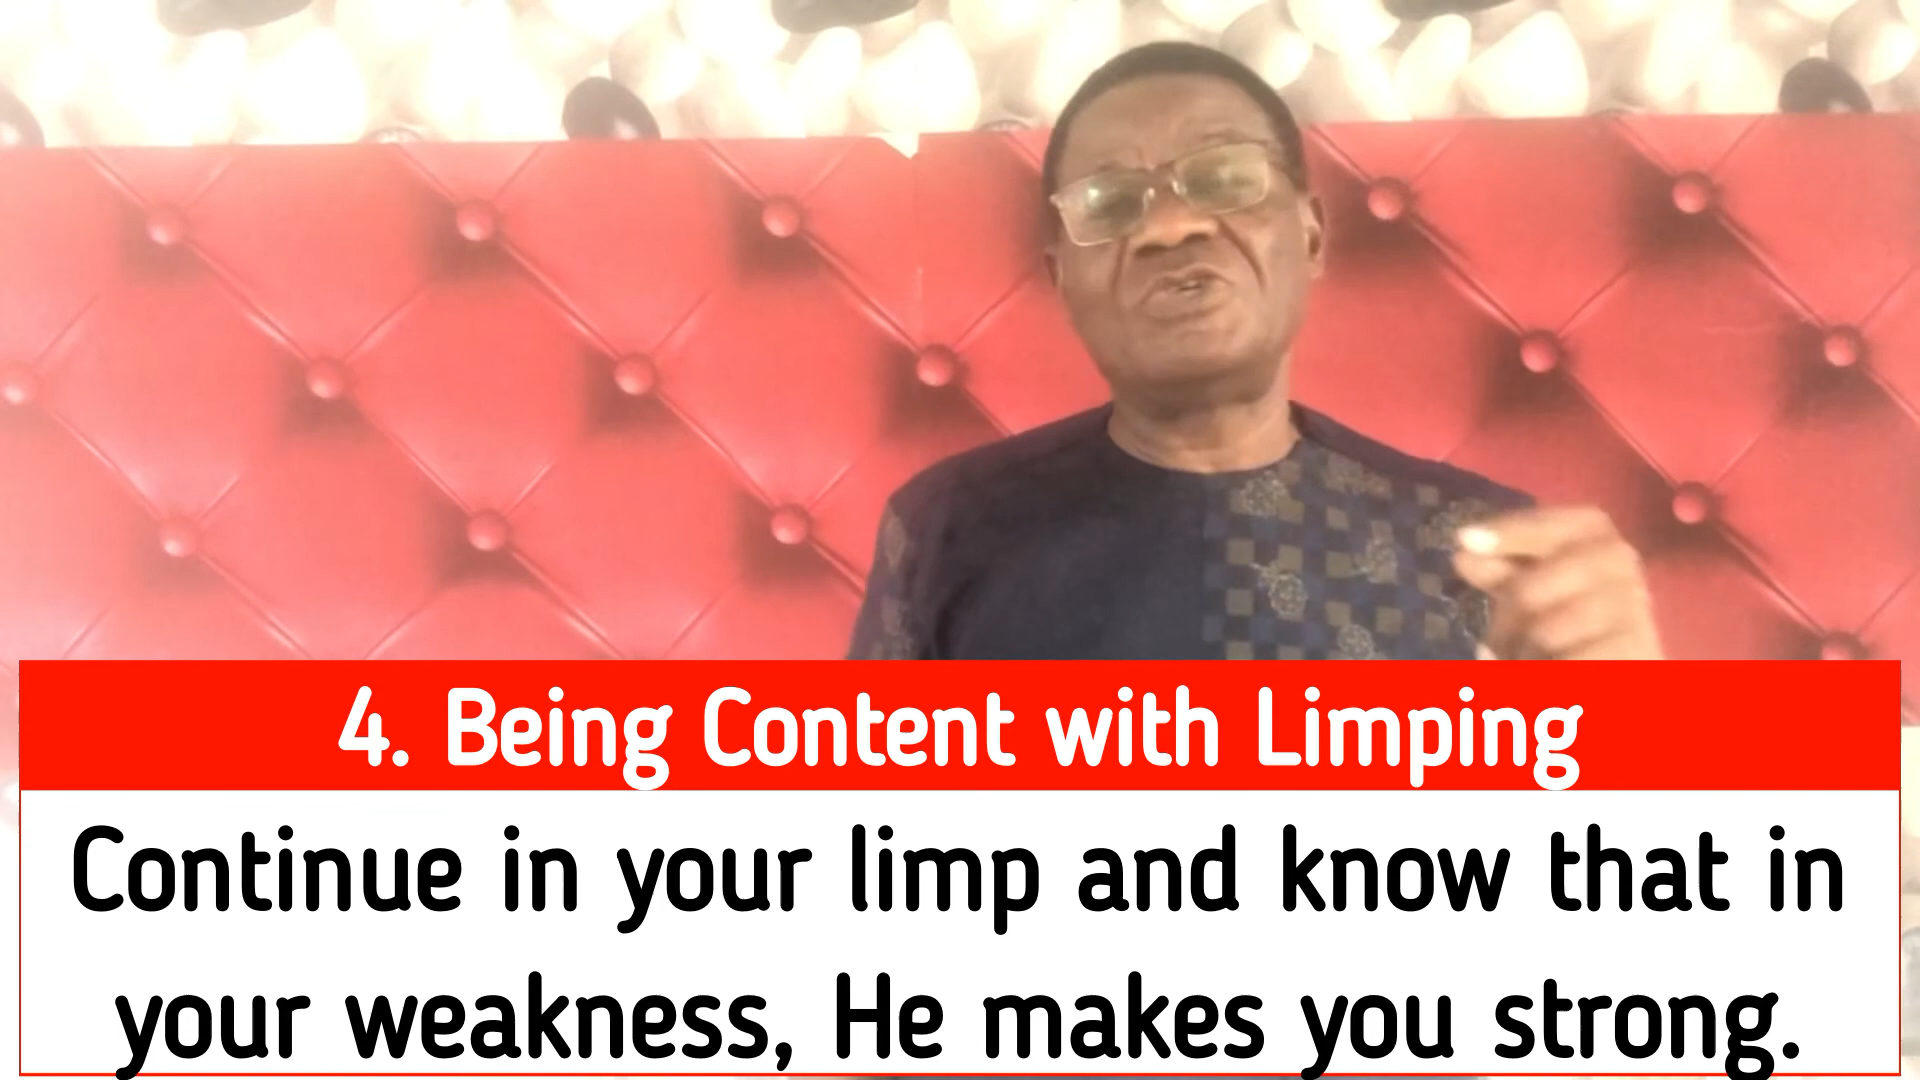 4. Being Content with Limping
Continue in your limp and know that in
your weakness, He makes you strong.